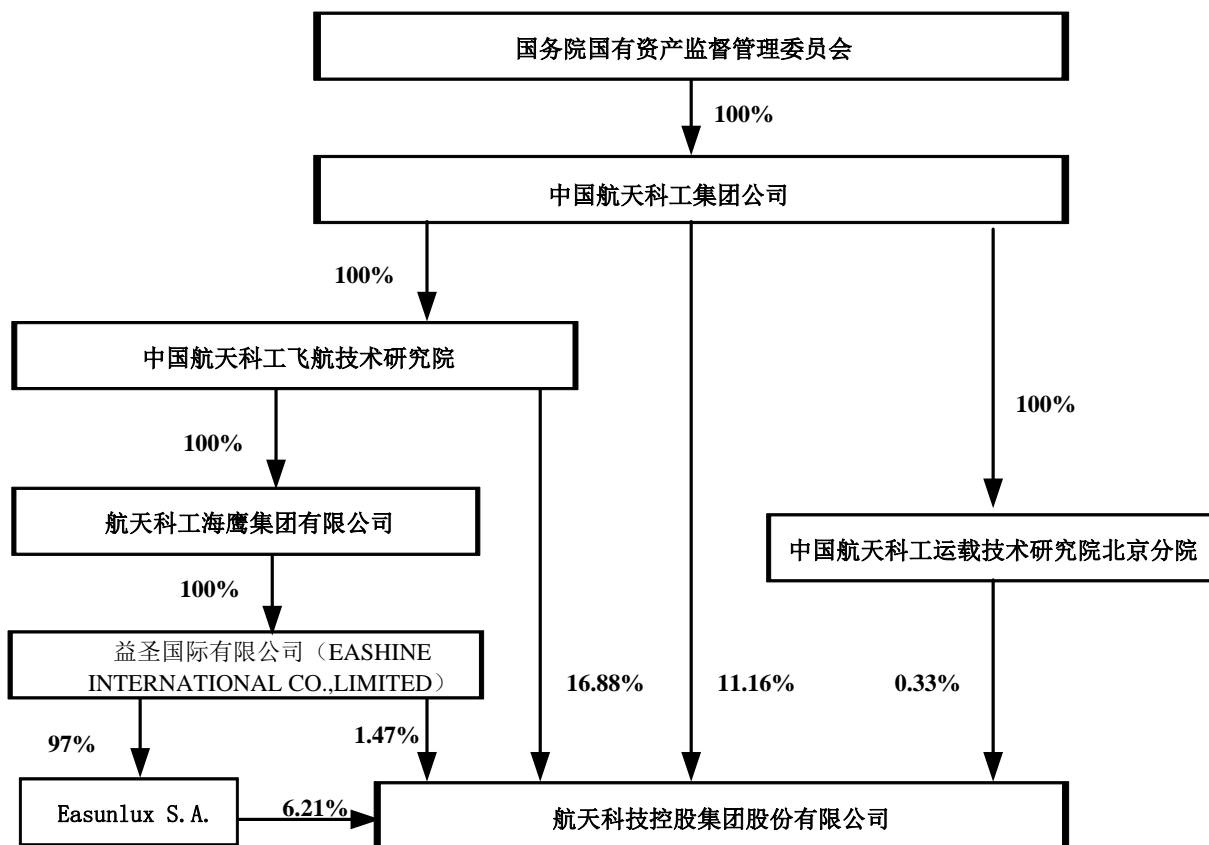 国务院国有资产监督管理委员会
100%
中国航天科工集团公司
100%
中国航天科工飞航技术研究院
100%
100%
航天科工海鹰集团有限公司
中国航天科工运载技术研究院北京分院
100%
益圣国际有限公司（EASHINE
INTERNATIONAL CO.,LIMITED）
16.88%
11.16%
0.33%
97%
1.47%
Easunlux S.A.
6.21%
航天科技控股集团股份有限公司